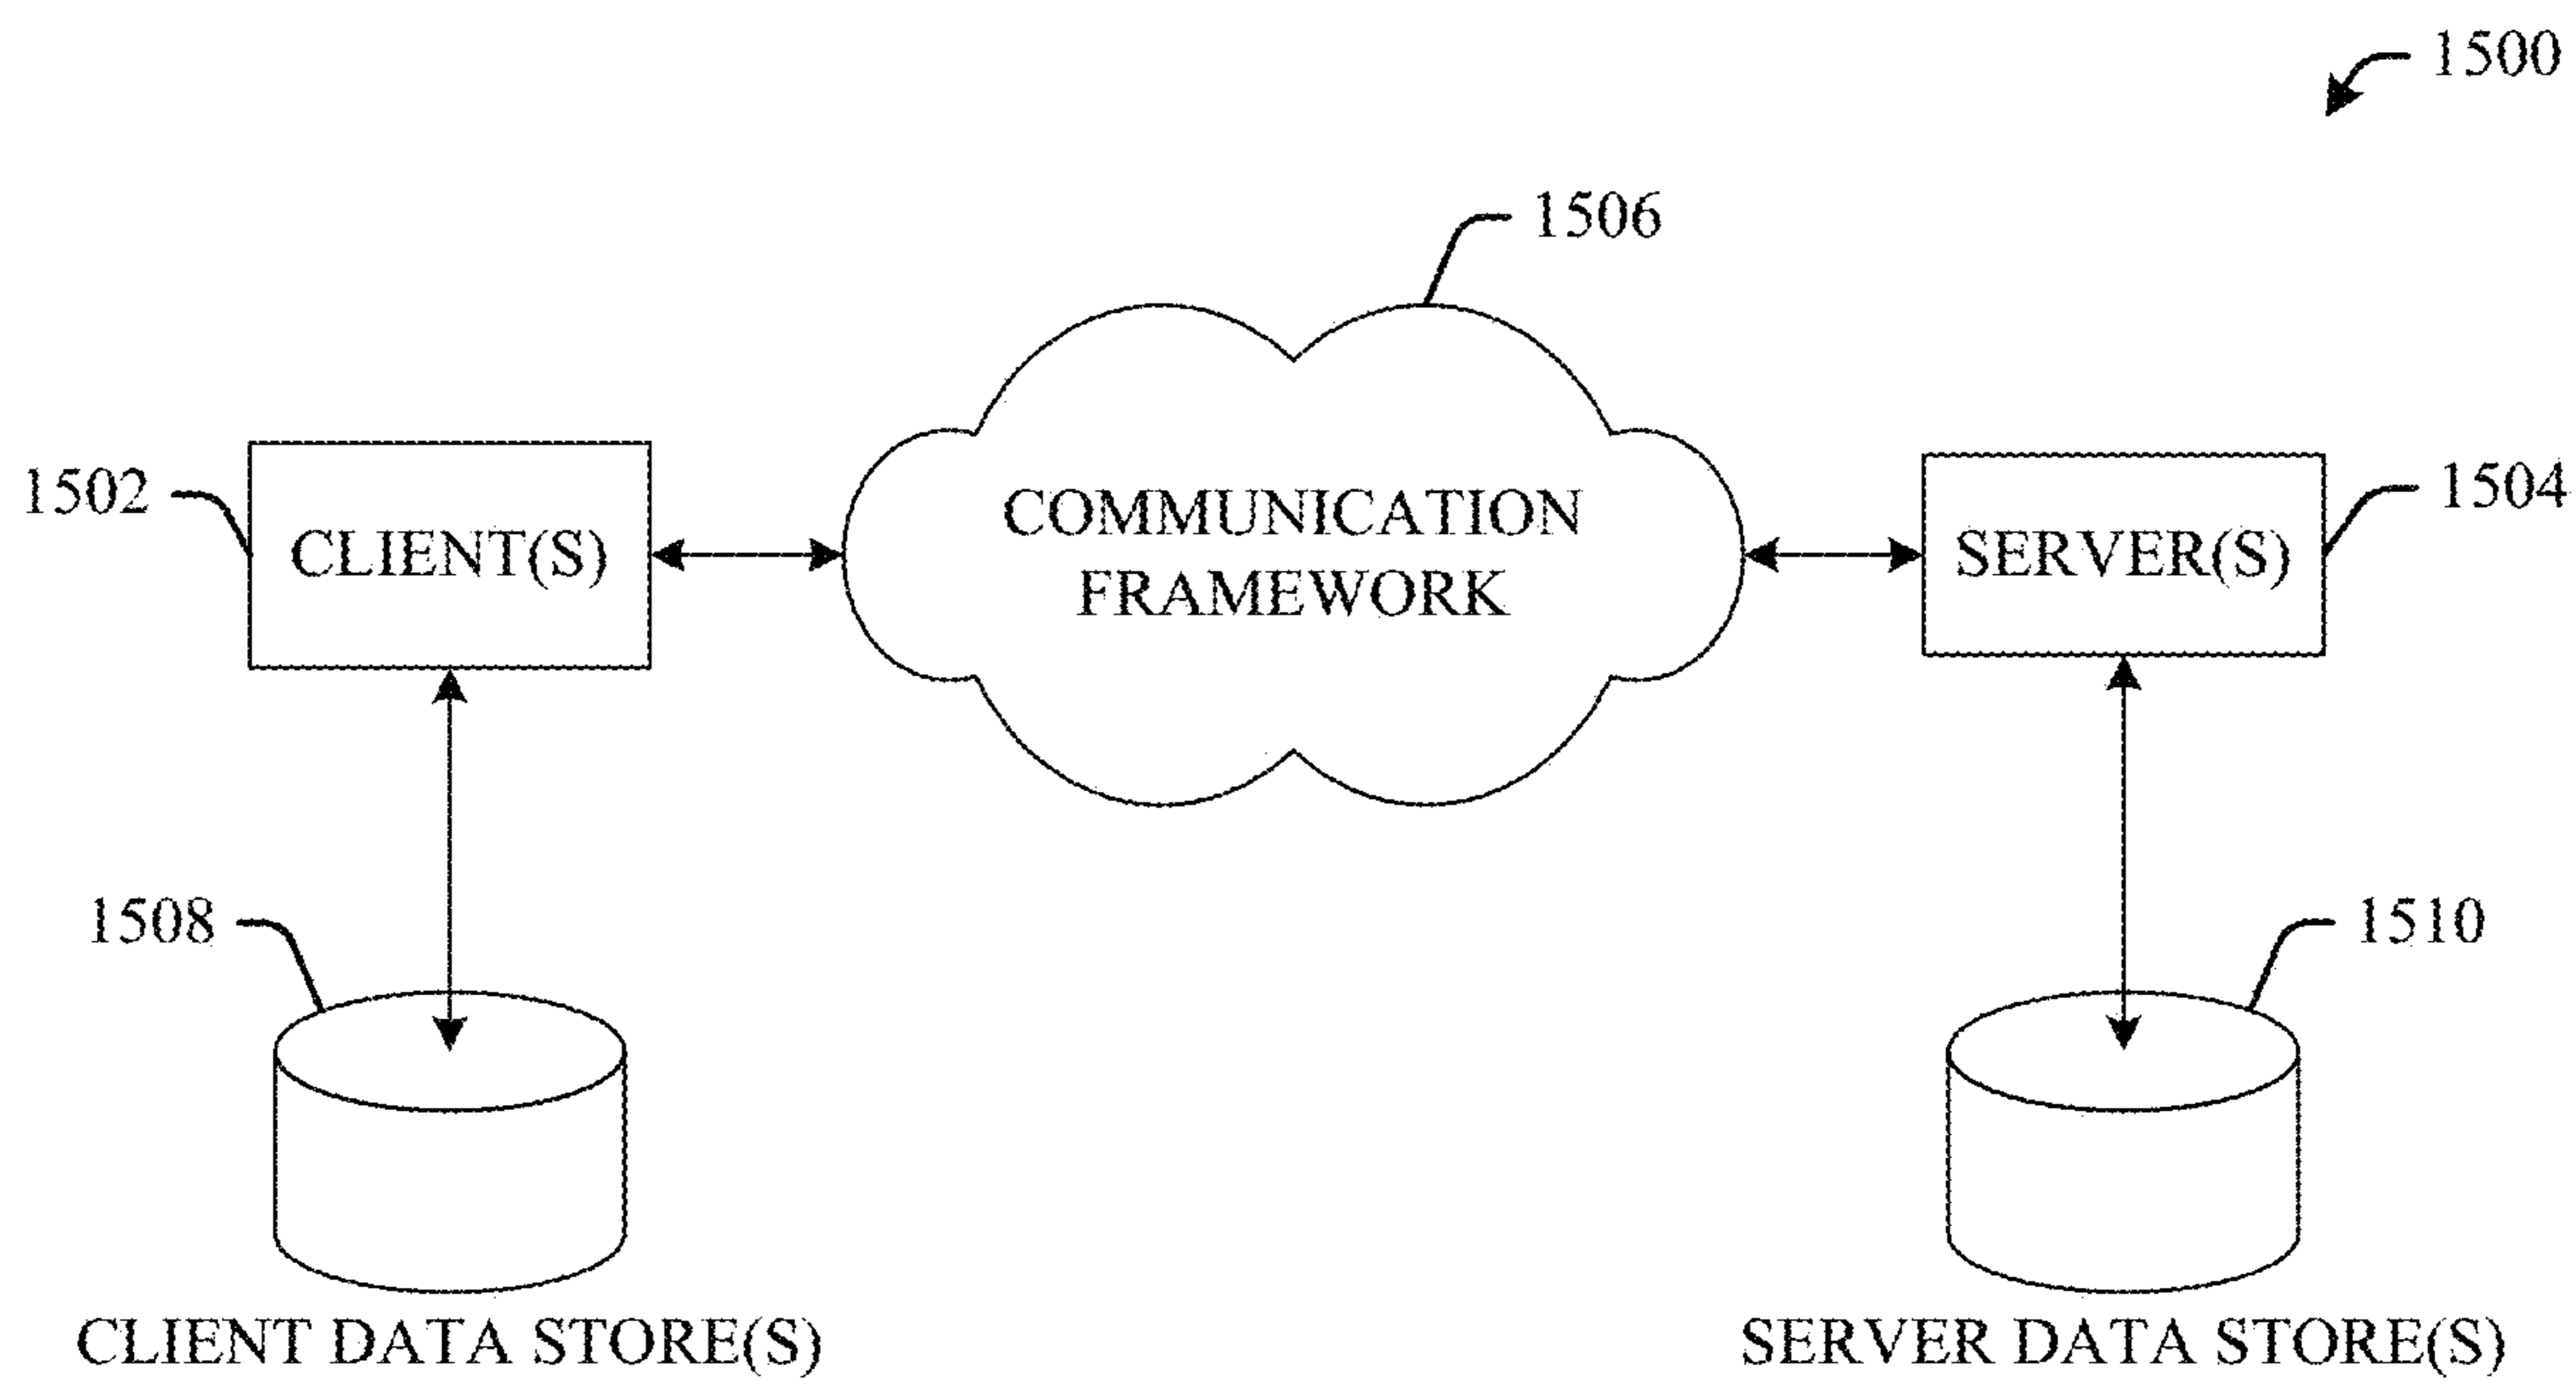 1500
1506
1502
CLIENT(S)
COMMUNICATION
FRAMEWORK
SERVER(S)
1504
1508
1510
CLIENT DATA STORE(S)
SERVER DATA STORE(S)